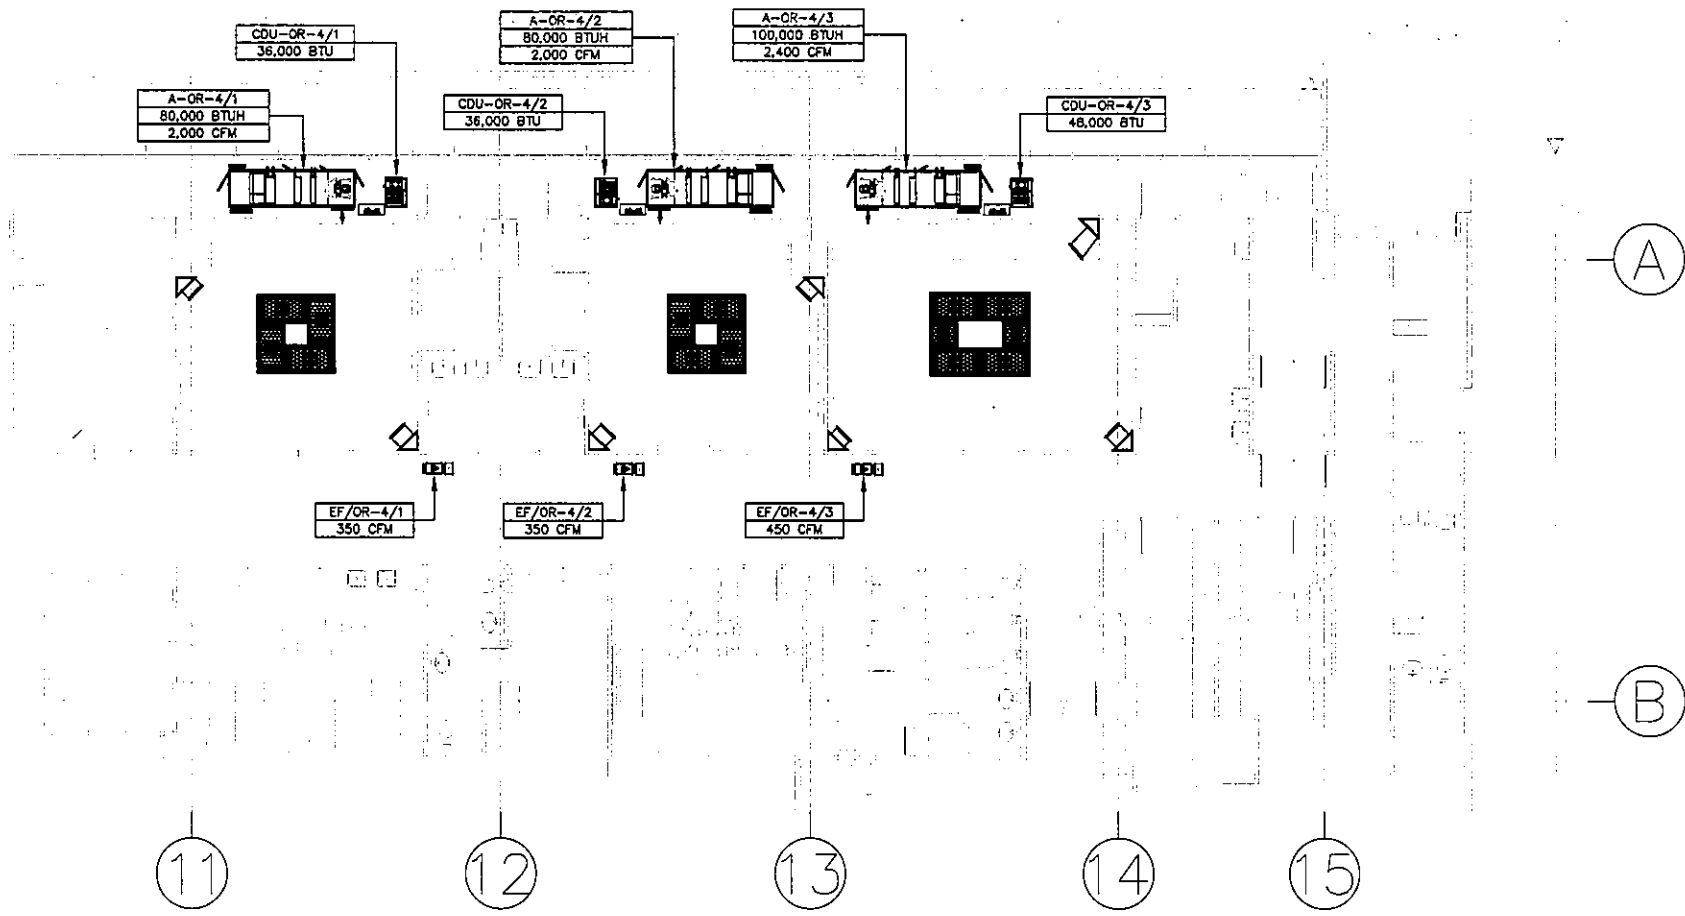 CDU-OR-4/1
36,000 BTU
A-OR-4/2
80,000 BTUH
2,000 CFM
A-OR-4/3
100,000 BTUH
2,400 CFM
A-OR-4/1
80,000 BTUH
2,000 CFM
CDU-OR-4/2
36,000 BTU
CDU-OR-4/3
48,000 BTU
A
EF/OR-4/1
350 CFM
EF/OR-4/2
350 CFM
EF/OR-4/3
450 CFM
B
11
12
13
14
15